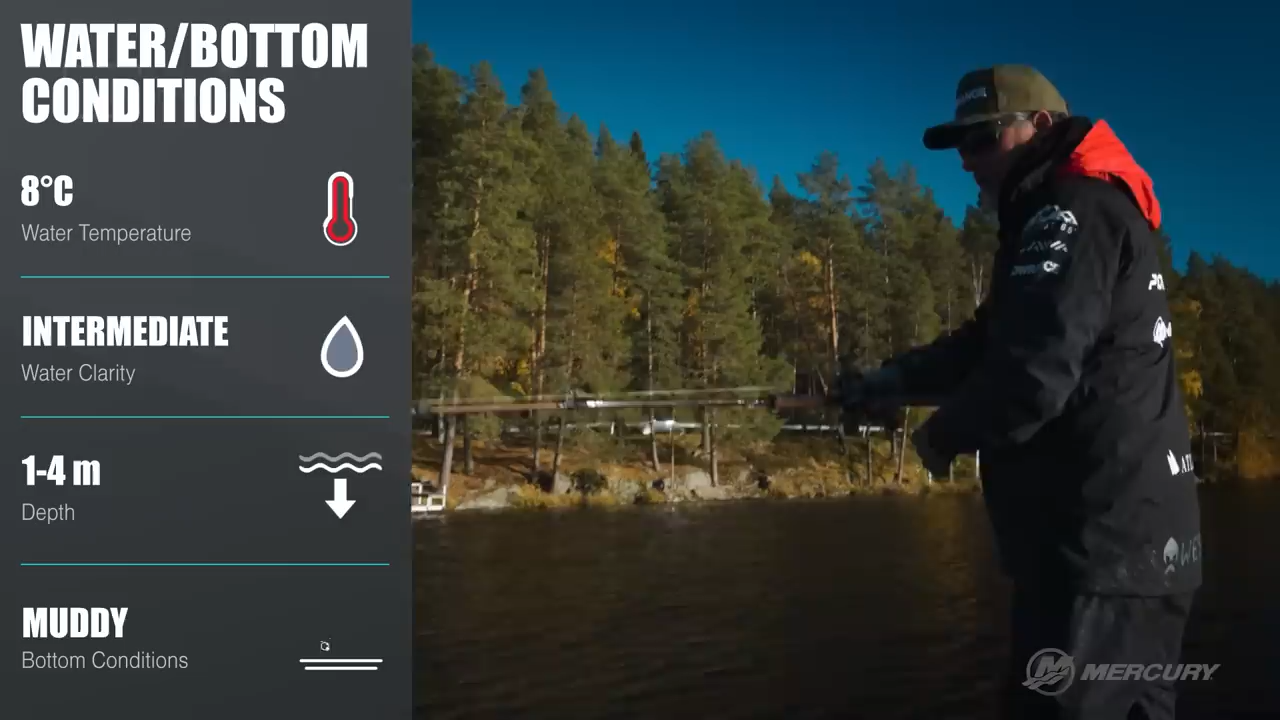 WATER/BOTTOM
CONDITIONS
8°C
Water Temperature
INTERMEDIATE
Water Clarity
1-4 m
Depth
MUDDY
Bottom Conditions
MERCURY